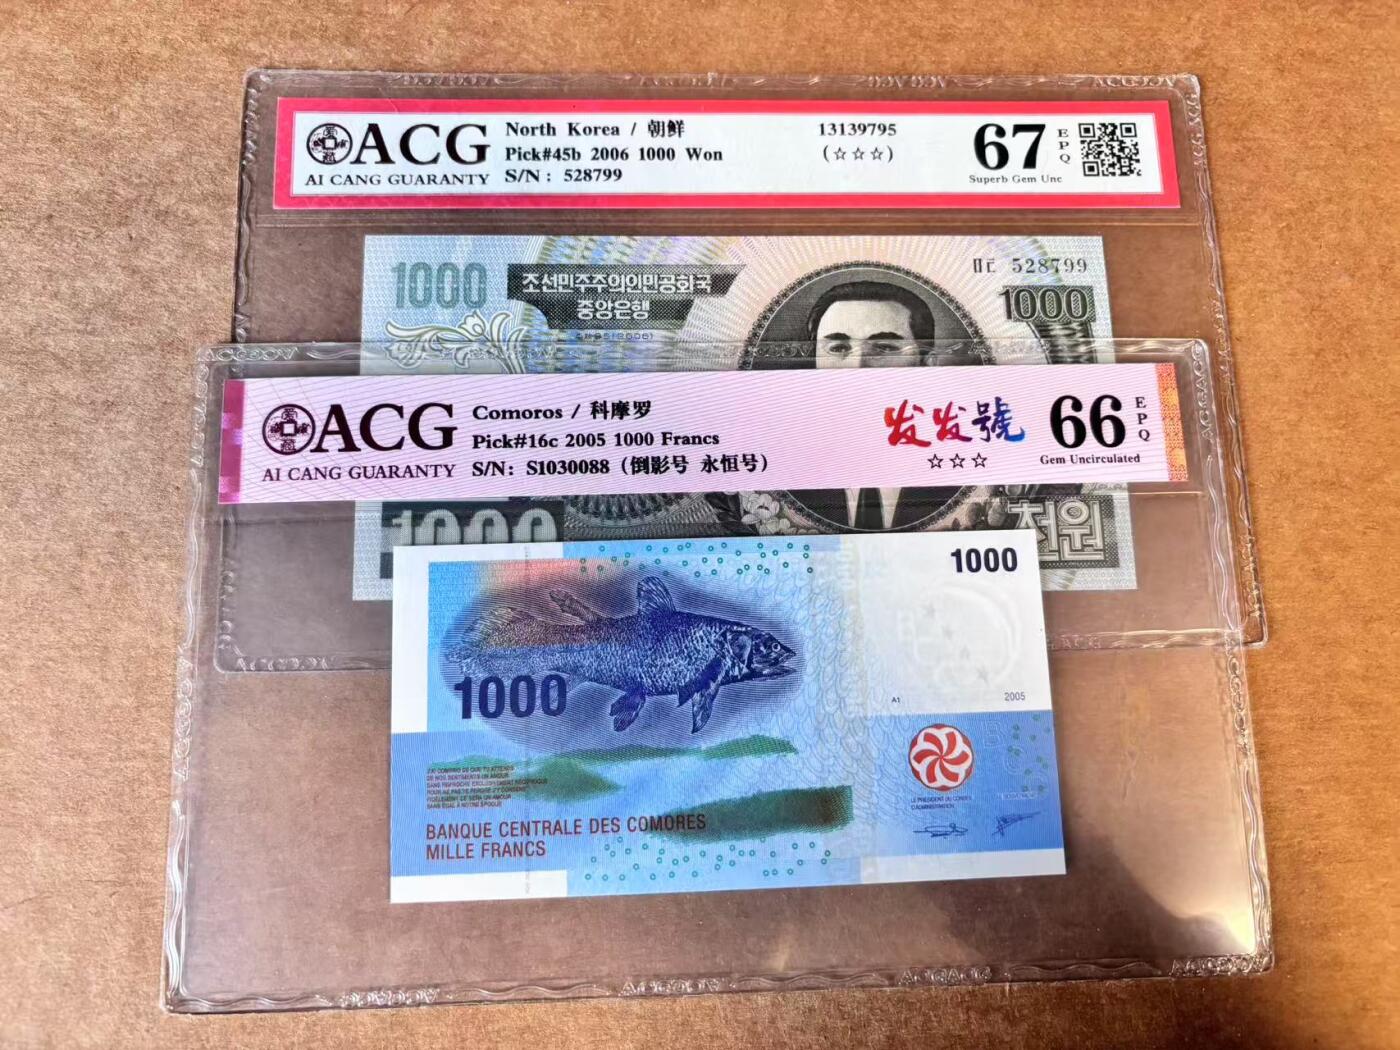 ACG
AI CANG GUARANTY
North Korea / 朝鲜
Pick#45b 2006 1000 Won
S/N: 528799
13139795
(☆☆☆)
67
EPQ
Superb Gem Unc
1000
조선민주주의인민공화국
중앙은행
528799
1000
ACG
AI CANG GUARANTY
Comoros / 科摩罗
Pick#16c 2005 1000 Francs
S/N: S1030088 (倒影号 永恒号)
发发號
☆☆☆
66
EPQ
Gem Uncirculated
1000
천원
1000
1000
A1
2005
BANQUE CENTRALE DES COMORES
MILLE FRANCS